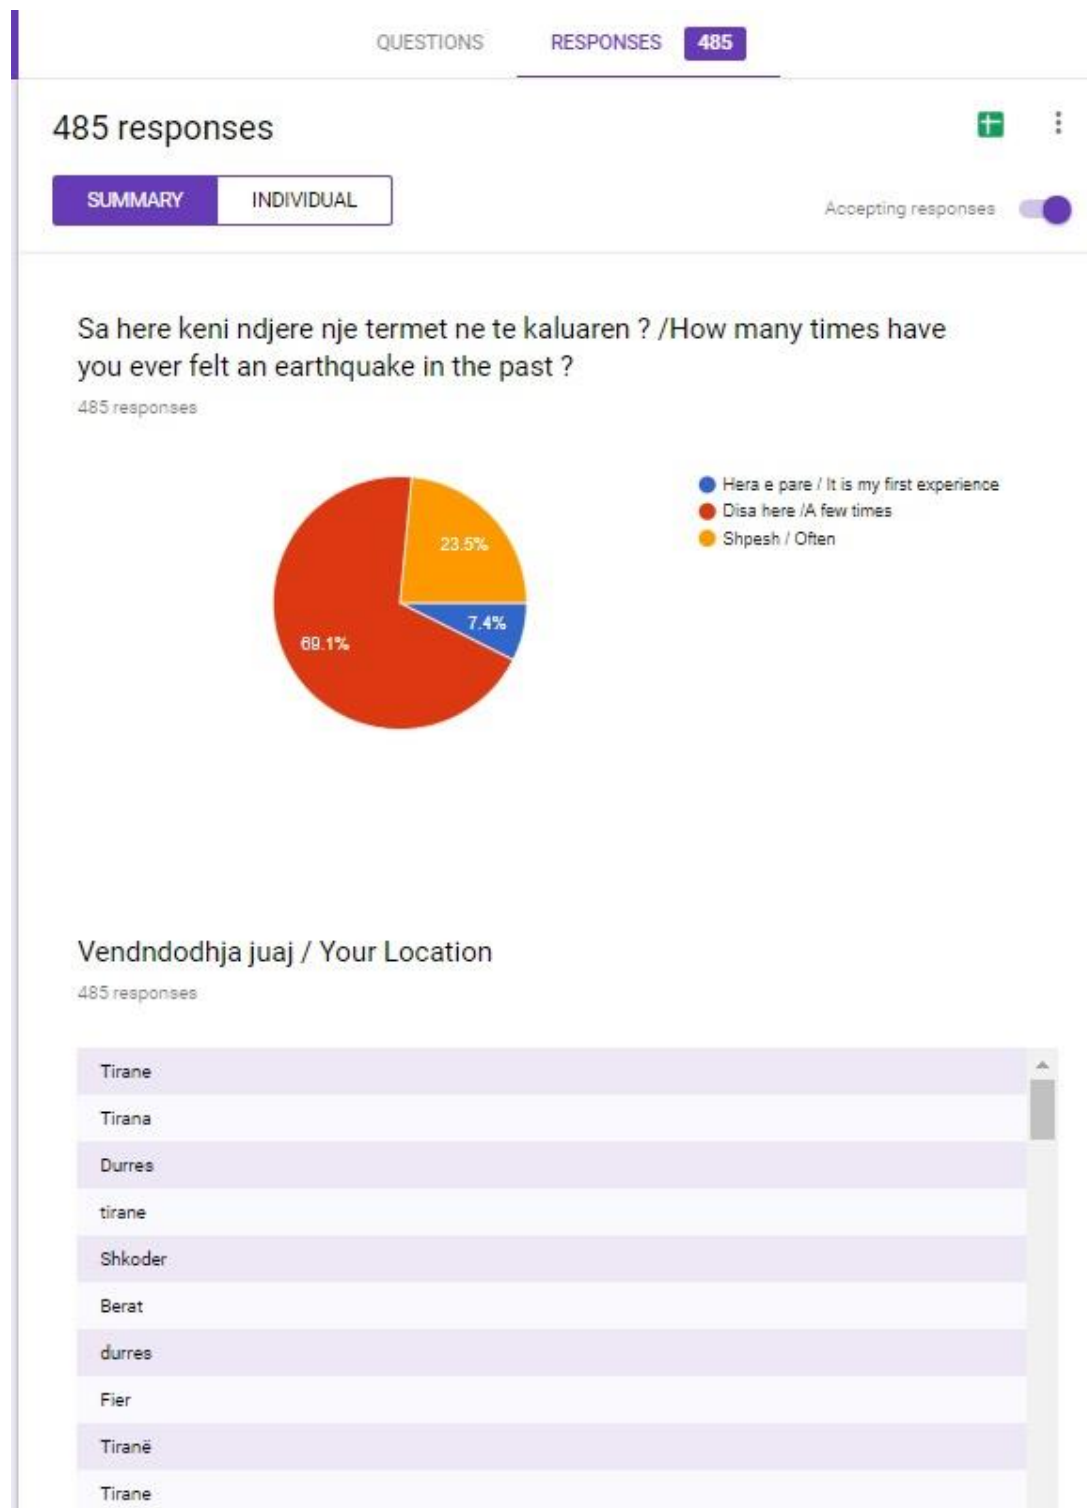 QUESTIONS RESPONSES 485
485 responses
SUMMARY INDIVIDUAL
Accepting responses
Sa here keni ndjere nje termet ne te kaluaren ? /How many times have
you ever felt an earthquake in the past ?
485 responses
23.5%
7.4%
69.1%
Hera e pare / It is my first experience
Disa here /A few times
Shpesh / Often
Vendndodhja juaj / Your Location
485 responses
Tirane
Tirana
Durres
tirane
Shkoder
Berat
durres
Fier
Tiranë
Tirane